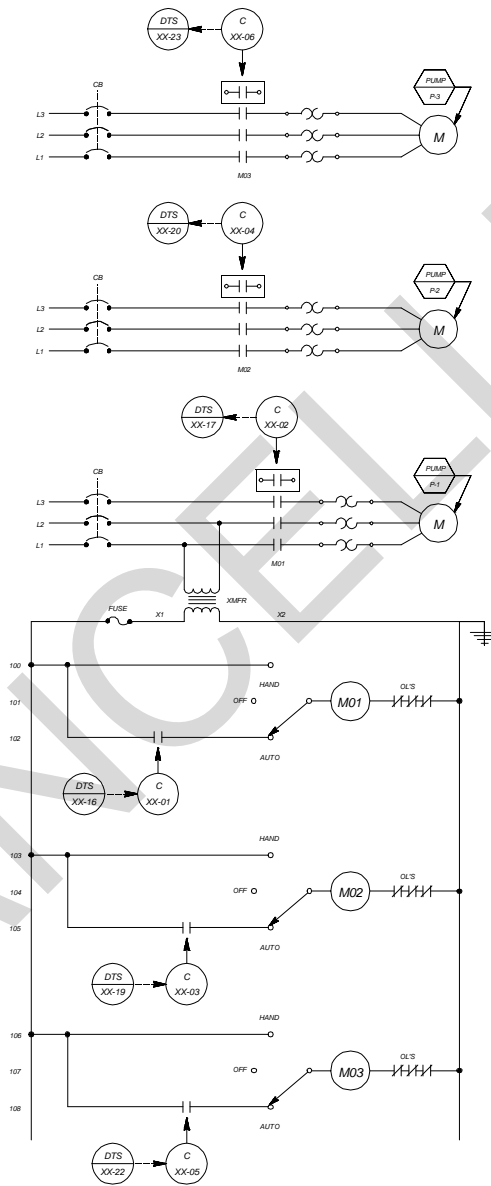 DTS
XX-23
C
XX-06
PUMP
P-3
CB
L3
L2
L1
M
M03
DTS
XX-20
C
XX-04
PUMP
P-2
CB
L3
L2
L1
M
M02
DTS
XX-17
C
XX-02
PUMP
P-1
CB
L3
L2
L1
M
M01
XMFR
FUSE
X1
X2
100
HAND
101
OFF
M01
OL'S
102
AUTO
DTS
XX-16
C
XX-01
103
HAND
104
OFF
M02
OL'S
105
AUTO
DTS
XX-19
C
XX-03
106
HAND
107
OFF
M03
OL'S
108
AUTO
DTS
XX-22
C
XX-05